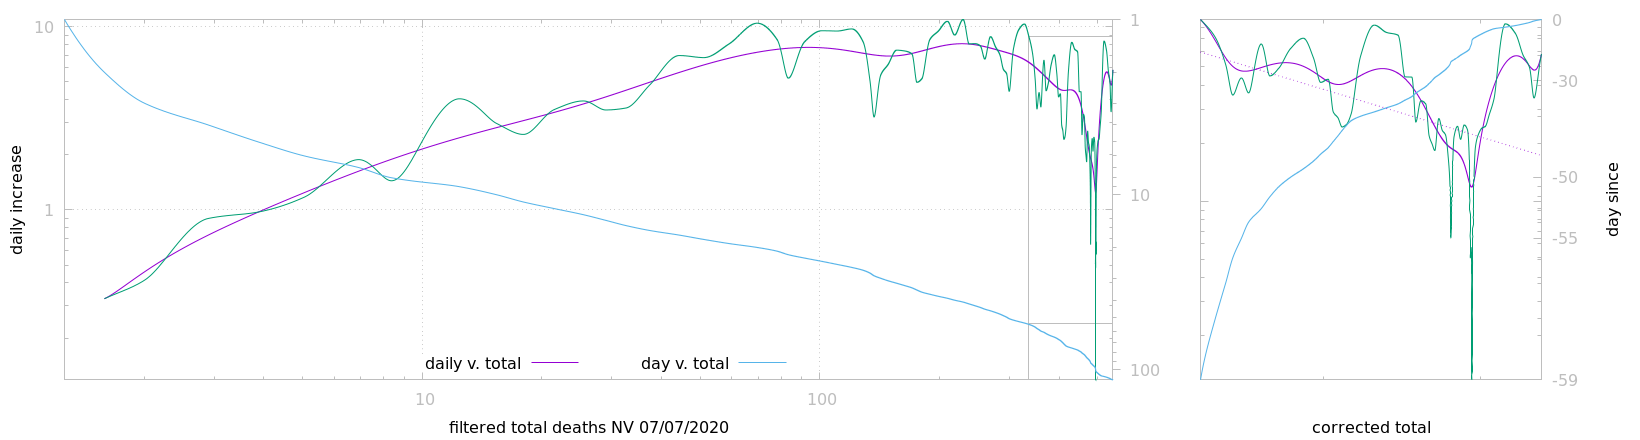 10
1
daily increase
daily v. total
day v. total
10
100
filtered total deaths NV 07/07/2020
1
10
100
0
-30
-50
-55
-59
day since
corrected total